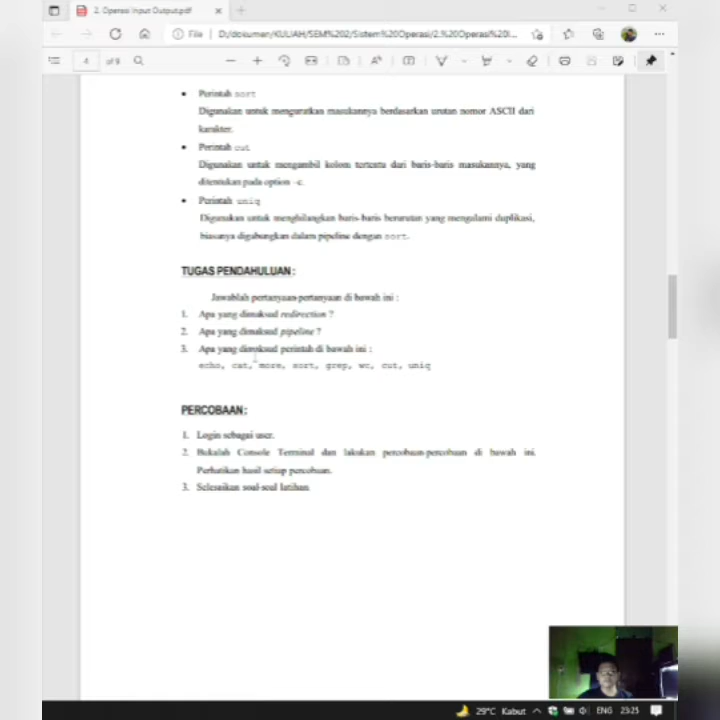 2. Operasi Input Output.pdf
File
D:/dokumen/KULIAH/SEM%202/Sistem%20Operasi/2.%20Operasi%20I...
4 of 8
Perintah sort
Digunakan untuk mengurutkan masukannya berdasarkan urutan nomor ASCII dari
karakter.
Perintah cut
Digunakan untuk mengambil kolom tertentu dari baris-baris masukannya, yang
ditentukan pada option -c.
Perintah uniq
Digunakan untuk menghilangkan baris-baris berurutan yang mengalami duplikasi,
biasanya digabungkan dalam pipeline dengan sort.
TUGAS PENDAHULUAN:
Jawablah pertanyaan-pertanyaan di bawah ini :
1. Apa yang dimaksud redirection ?
2. Apa yang dimaksud pipeline ?
3. Apa yang dimaksud perintah di bawah ini :
echo, cat, more, sort, grep, wc, cut, uniq
PERCOBAAN:
1. Login sebagai user.
2. Bukalah Console Terminal dan lakukan percobaan-percobaan di bawah ini.
Perhatikan hasil setiap percobaan.
3. Selesaikan soal-soal latihan
29°C Kabut ENG 23:25